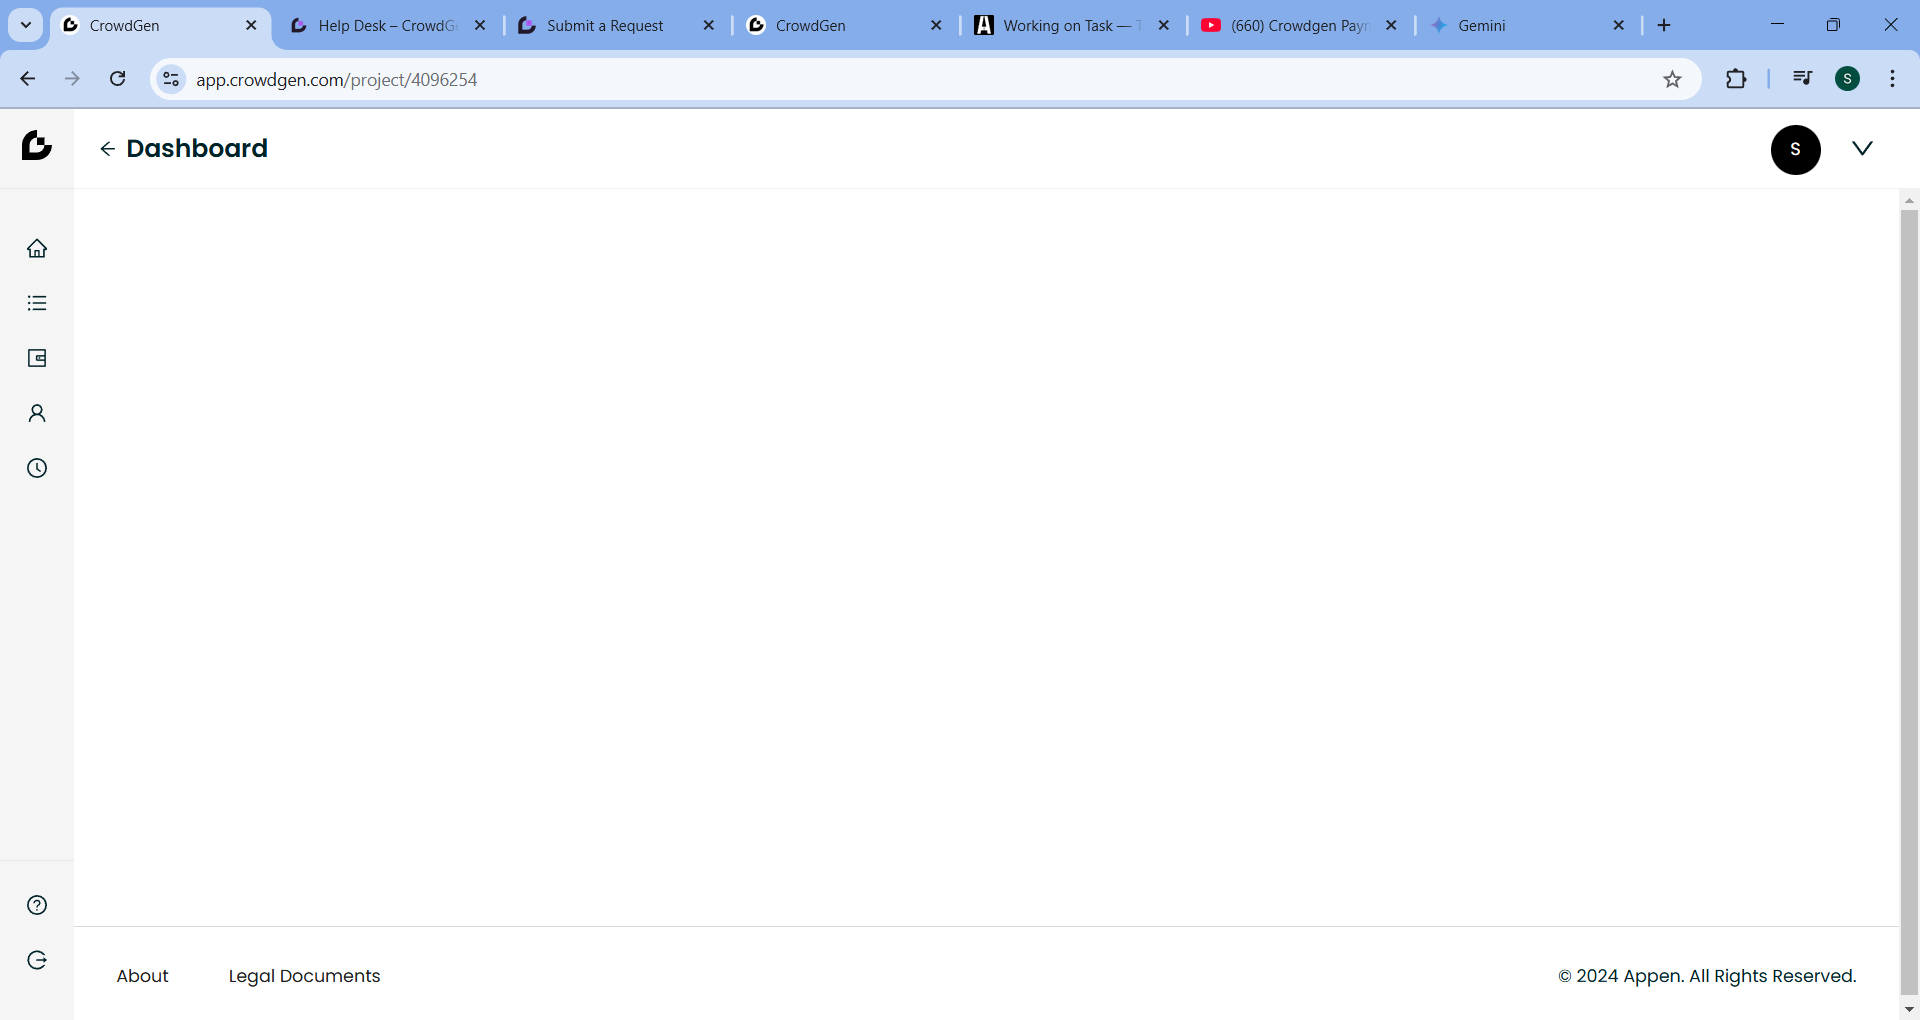 CrowdGen
Help Desk – CrowdG
Submit a Request
CrowdGen
Working on Task —
(660) Crowdgen Payn
Gemini
app.crowdgen.com/project/4096254
S
Dashboard
S
About
Legal Documents
© 2024 Appen. All Rights Reserved.